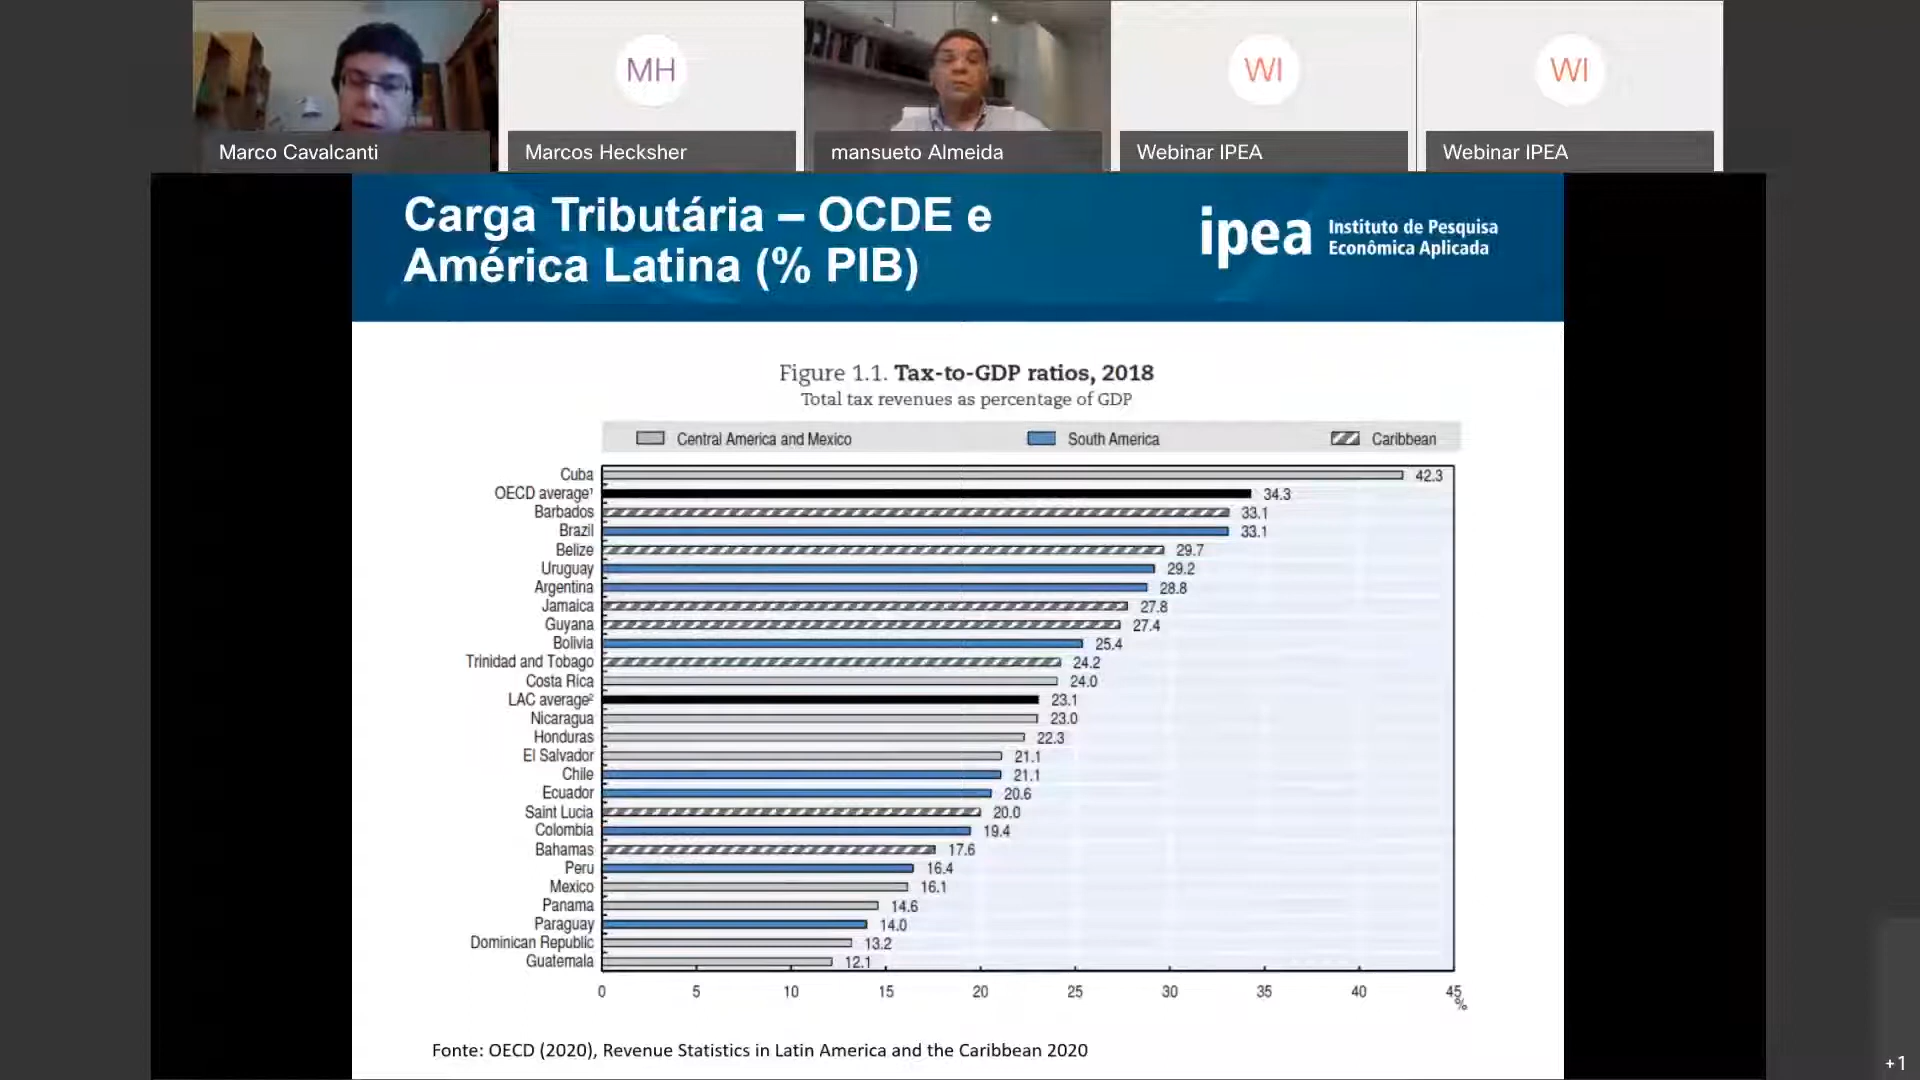 MH
WI
WI
Marco Cavalcanti
Marcos Hecksher
mansueto Almeida
Webinar IPEA
Webinar IPEA
Carga Tributária – OCDE e
América Latina (% PIB)
ipea
Instituto de Pesquisa
Econômica Aplicada
Figure 1.1. Tax-to-GDP ratios, 2018
Total tax revenues as percentage of GDP
Central America and Mexico
South America
Caribbean
Cuba 42.3
OECD average¹ 34.3
Barbados 33.1
Brazil 33.1
Belize 29.7
Uruguay 29.2
Argentina 28.8
Jamaica 27.8
Guyana 27.4
Bolivia 25.4
Trinidad and Tobago 24.2
Costa Rica 24.0
LAC average² 23.1
Nicaragua 23.0
Honduras 22.3
El Salvador 21.1
Chile 21.1
Ecuador 20.6
Saint Lucia 20.0
Colombia 19.4
Bahamas 17.6
Peru 16.4
Mexico 16.1
Panama 14.6
Paraguay 14.0
Dominican Republic 13.2
Guatemala 12.1
0 5 10 15 20 25 30 35 40 45
%
Fonte: OECD (2020), Revenue Statistics in Latin America and the Caribbean 2020
+1